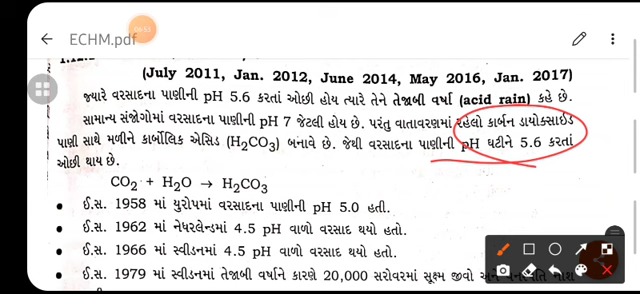 08:53
ECHM.pdf
(July 2011, Jan. 2012, June 2014, May 2016, Jan. 2017)
જ્યારે વરસાદના પાણીની pH 5.6 કરતાં ઓછી હોય ત્યારે તેને તેજાબી વર્ષા (acid rain) કહે છે.
સામાન્ય સંજોગોમાં વરસાદના પાણીની pH 7 જેટલી હોય છે. પરંતુ વાતાવરણમાં રહેલો કાર્બન ડાયોક્સાઈડ
પાણી સાથે મળીને કાર્બોલિક એસિડ (H₂CO₃) બનાવે છે. જેથી વરસાદના પાણીની pH ઘટીને 5.6 કરતાં
ઓછી થાય છે.
CO₂ + H₂O → H₂CO₃
• ઈ.સ. 1958 માં યુરોપમાં વરસાદના પાણીની pH 5.0 હતી.
• ઈ.સ. 1962 માં નેધરલેન્ડમાં 4.5 pH વાળો વરસાદ થયો હતો.
• ઈ.સ. 1966 માં સ્વીડનમાં 4.5 pH વાળો વરસાદ થયો હતો.
• ઈ.સ. 1979 માં સ્વીડનમાં તેજાબી વર્ષાને કારણે 20,000 સરોવરમાં સૂક્ષ્મ જીવો